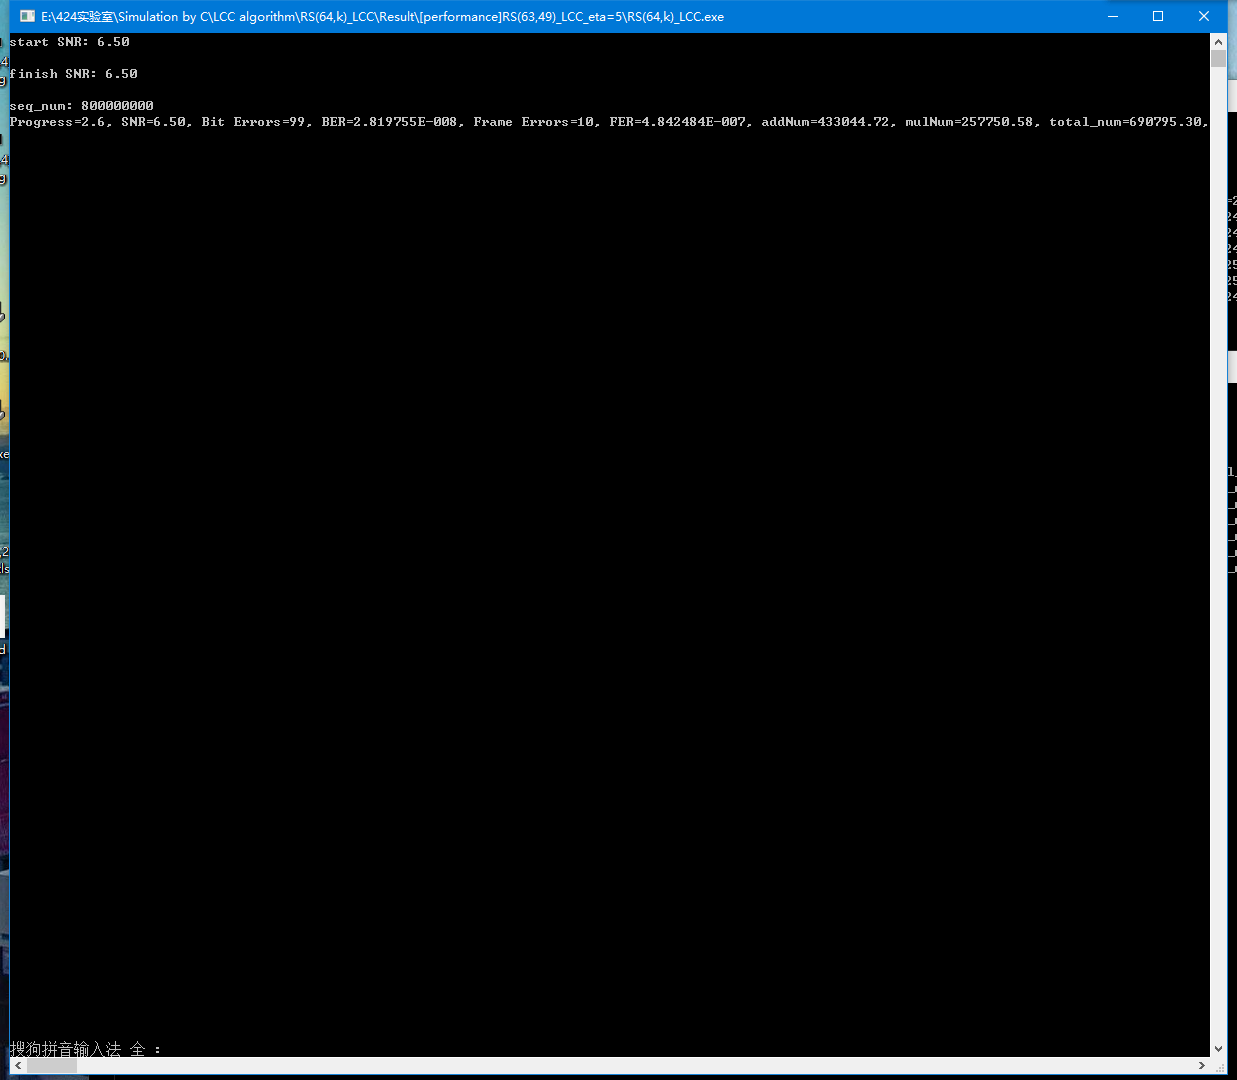 E:\424实验室\Simulation by C\LCC algorithm\RS(64,k)_LCC\Result\[performance]RS(63,49)_LCC_eta=5\RS(64,k)_LCC.exe
start SNR: 6.50
finish SNR: 6.50
seq_num: 800000000
Progress=2.6, SNR=6.50, Bit Errors=99, BER=2.819755E-008, Frame Errors=10, FER=4.842484E-007, addNum=433044.72, mulNum=257750.58, total_num=690795.30,
搜狗拼音输入法 全 :